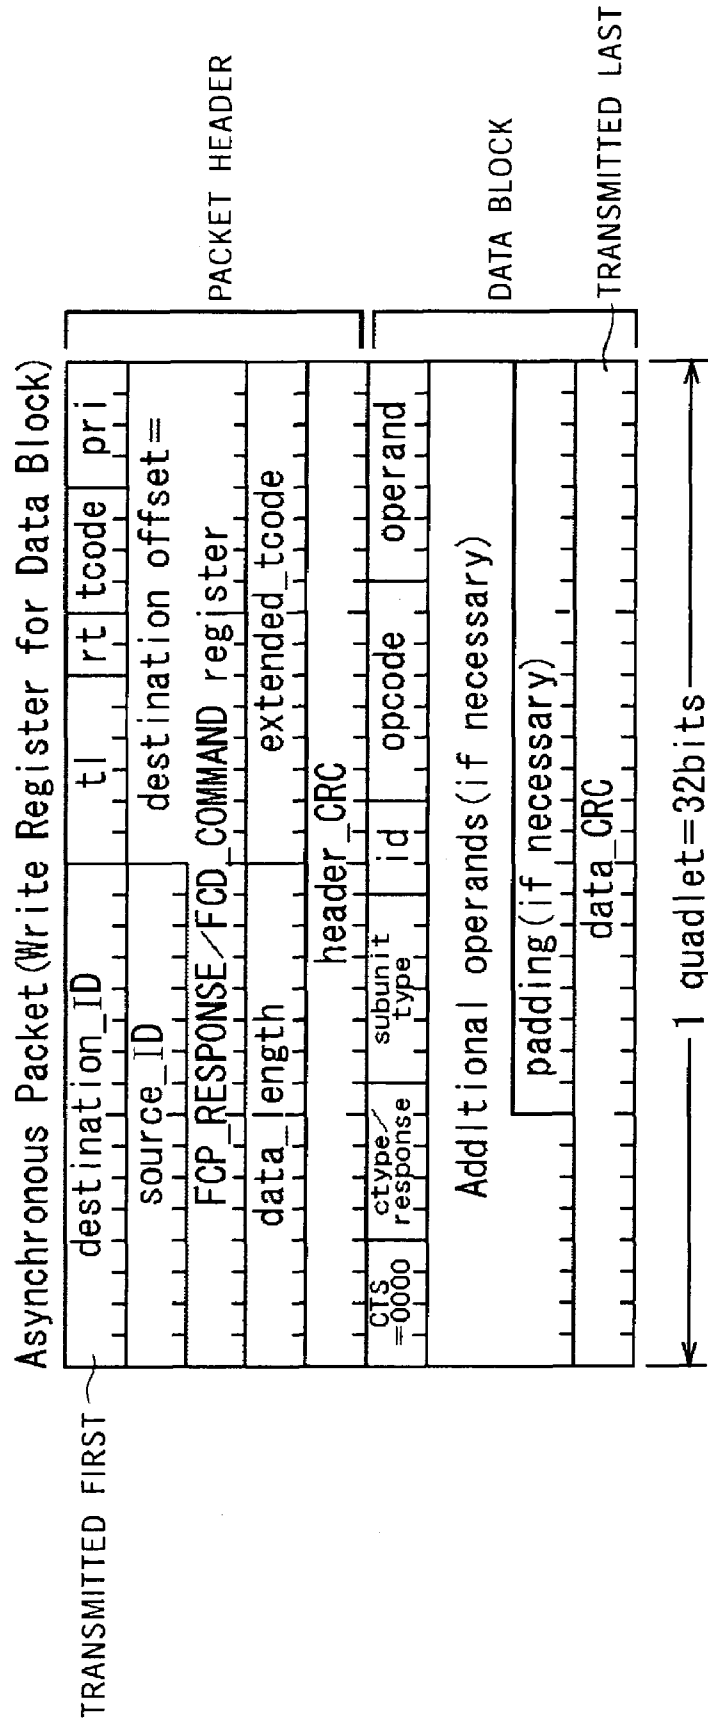 Asynchronous Packet(Write Register for Data Block)
TRANSMITTED FIRST
destination_ID tl rt tcode pri
source_ID destination offset=
FCP_RESPONSE/FCD_COMMAND register
data_length extended_tcode
header_CRC
PACKET HEADER
CTS
=0000
ctype/
response
subunit
type
id opcode operand
Additional operands(if necessary)
padding(if necessary)
data_CRC
DATA BLOCK
TRANSMITTED LAST
1 quadlet=32bits